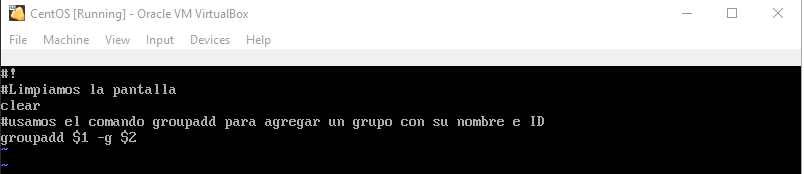 CentOS [Running] - Oracle VM VirtualBox
File Machine View Input Devices Help
#!
#Limpiamos la pantalla
clear
#usamos el comando groupadd para agregar un grupo con su nombre e ID
groupadd $1 -g $2
~
~